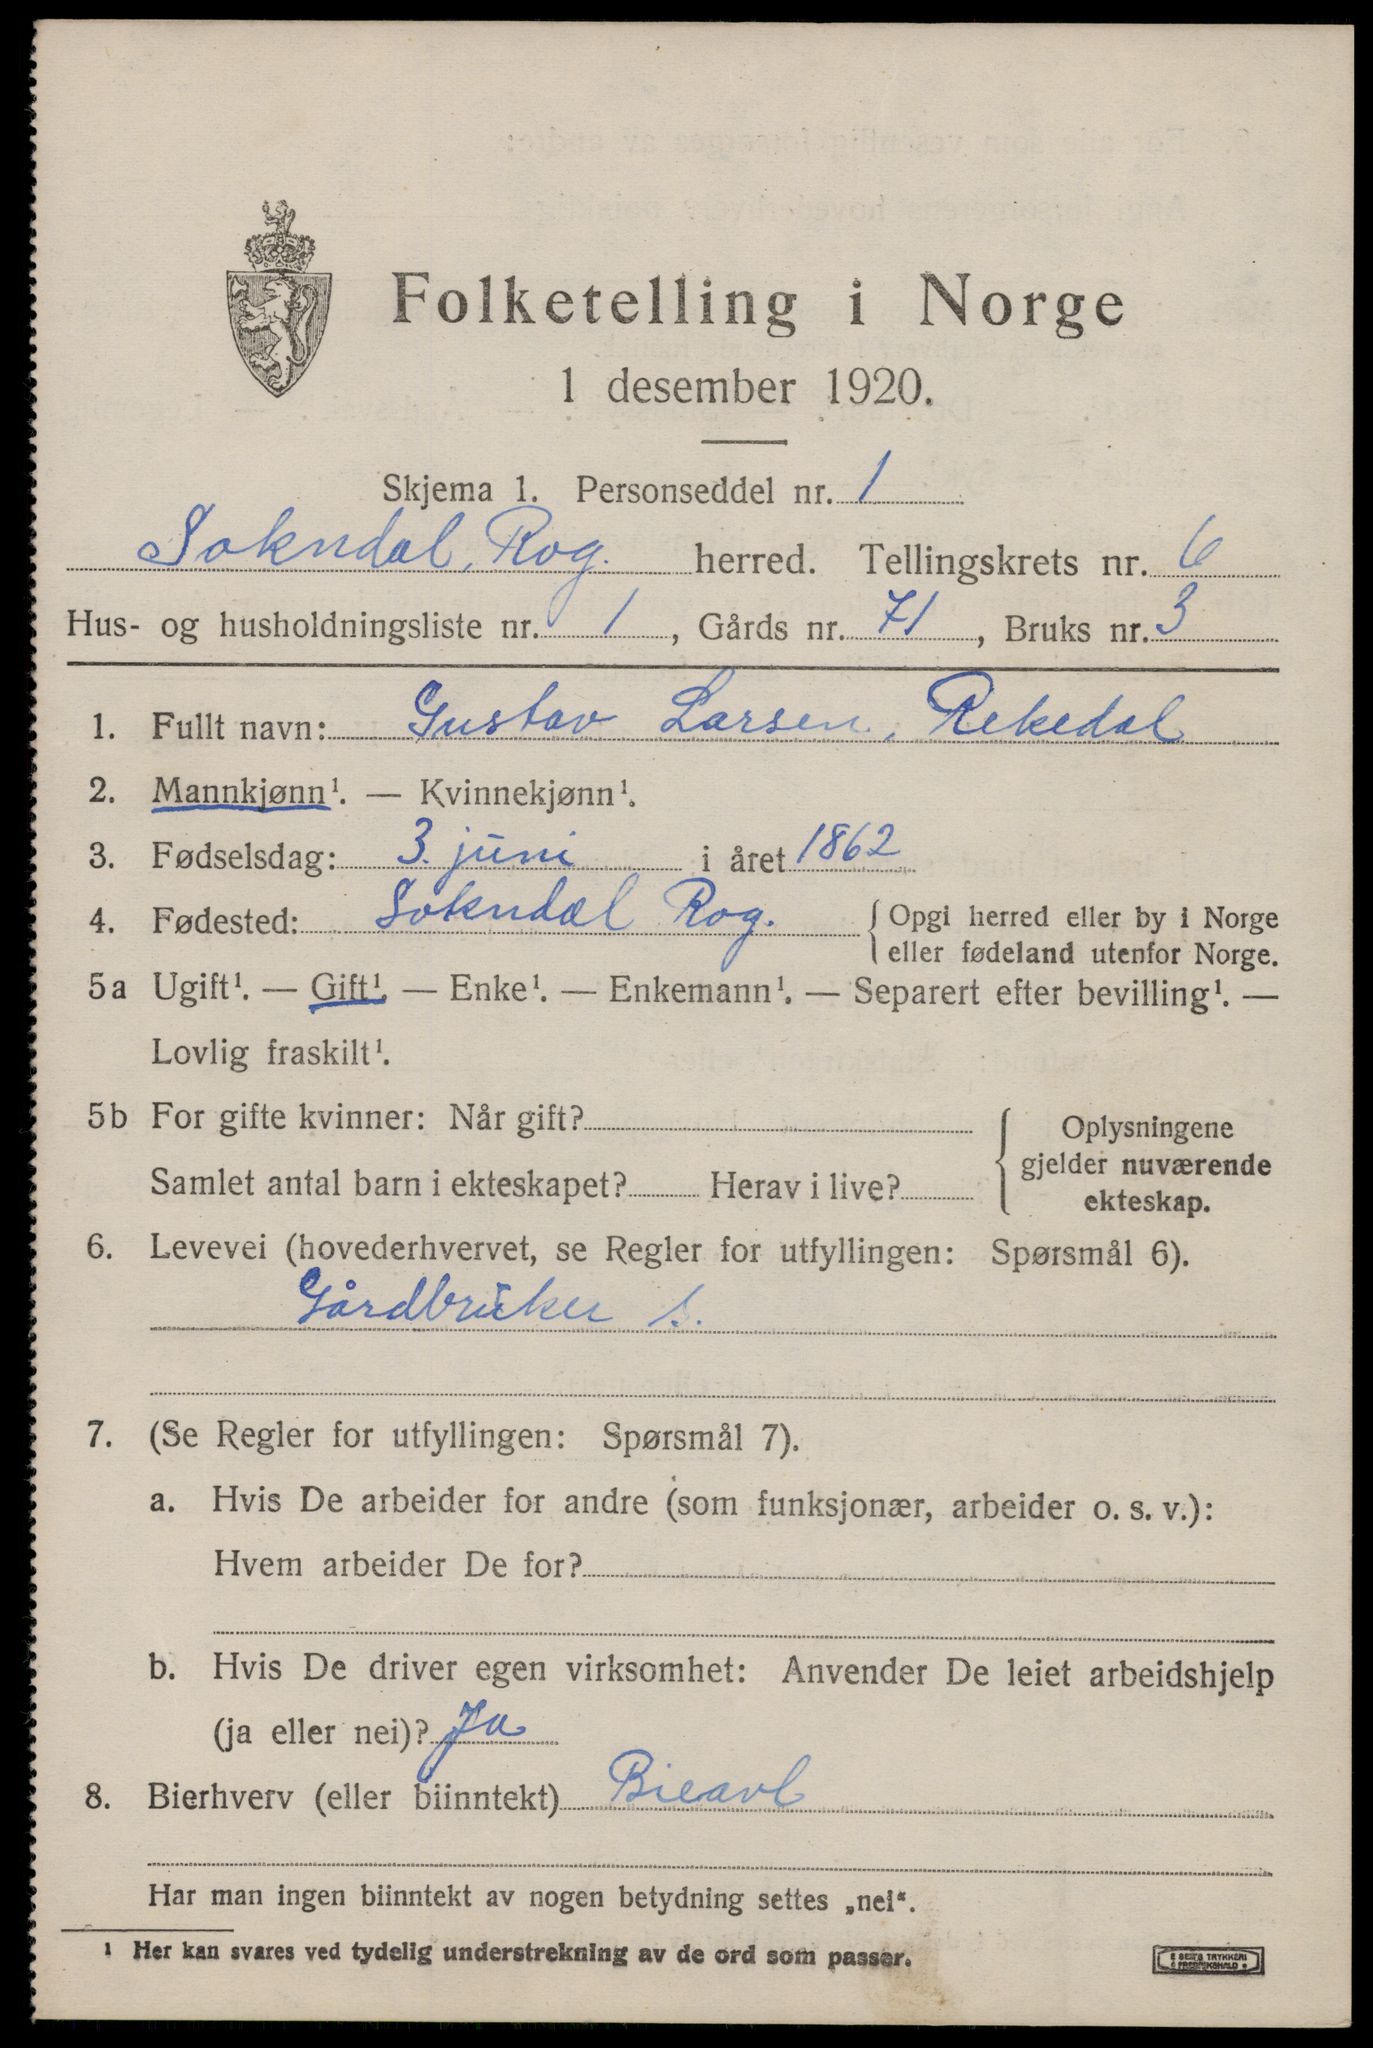 Folketelling i Norge
1 desember 1920.
Skjema 1. Personseddel nr. 1
Sokndal, Rog. herred. Tellingskrets nr. 6
Hus- og husholdningsliste nr. 1, Gårds nr. 71, Bruks nr. 3
1. Fullt navn: Gustav Larsen, Rekedal
2. Mannkjønn¹. — Kvinnekjønn¹.
3. Fødselsdag: 3. juni i året 1862
4. Fødested: Sokndal Rog. { Opgi herred eller by i Norge
eller fødeland utenfor Norge.
5a Ugift¹. — Gift¹. — Enke¹. — Enkemann¹. — Separert efter bevilling¹. —
Lovlig fraskilt¹.
5b For gifte kvinner: Når gift?
Samlet antal barn i ekteskapet? Herav i live?
{ Oplysningene
gjelder nuværende
ekteskap.
6. Levevei (hovederhvervet, se Regler for utfyllingen: Spørsmål 6).
Gårdbruker s.
7. (Se Regler for utfyllingen: Spørsmål 7).
a. Hvis De arbeider for andre (som funksjonær, arbeider o. s. v.):
Hvem arbeider De for?
b. Hvis De driver egen virksomhet: Anvender De leiet arbeidshjelp
(ja eller nei)? Ja
8. Bierhverv (eller biinntekt) Bieavl
Har man ingen biinntekt av nogen betydning settes „nei“.
1 Her kan svares ved tydelig understrekning av de ord som passer.
TRYKKERI
FREDRIKSHALD